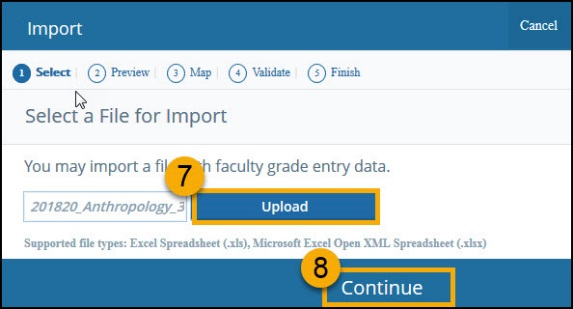 Import
Cancel
1 Select
2 Preview
3 Map
4 Validate
5 Finish
Select a File for Import
You may import a file with faculty grade entry data.
7
201820_Anthropology_3
Upload
Supported file types: Excel Spreadsheet (.xls), Microsoft Excel Open XML Spreadsheet (.xlsx)
8
Continue